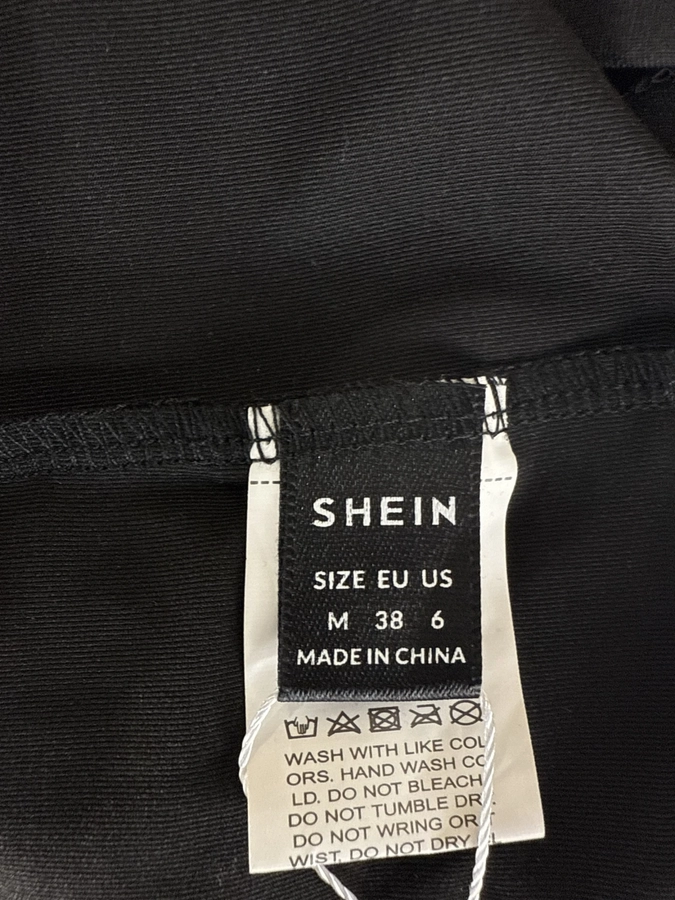 SHEIN
SIZE EU US
M 38 6
MADE IN CHINA
WASH WITH LIKE COL
ORS. HAND WASH CO
LD. DO NOT BLEACH
DO NOT TUMBLE DR
DO NOT WRING OR T
WIST. DO NOT DRY